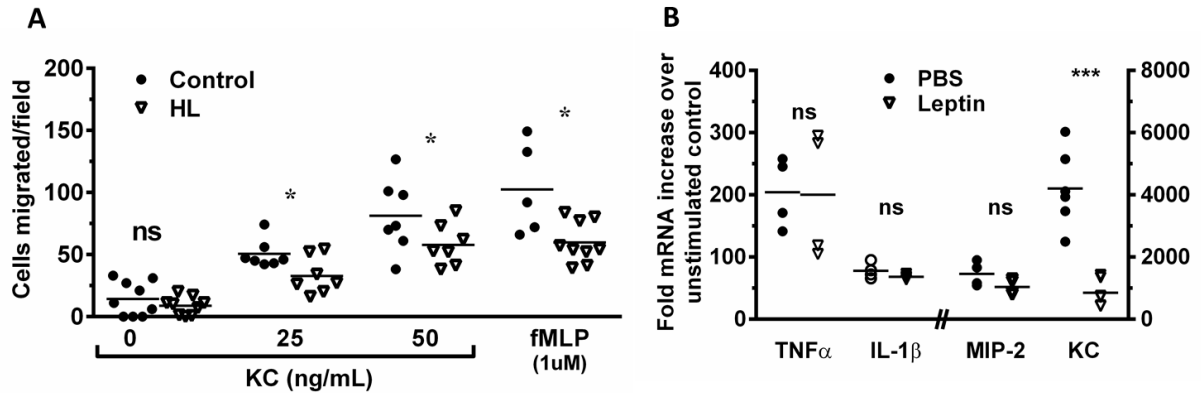 A
Cells migrated/field
200
150
100
50
0
Control
HL
ns
*
*
*
0
25
50
fMLP
(1uM)
KC (ng/mL)
B
Fold mRNA increase over
unstimulated control
400
300
200
100
0
PBS
Leptin
ns
ns
ns
***
8000
6000
4000
2000
0
TNFα
IL-1β
MIP-2
KC